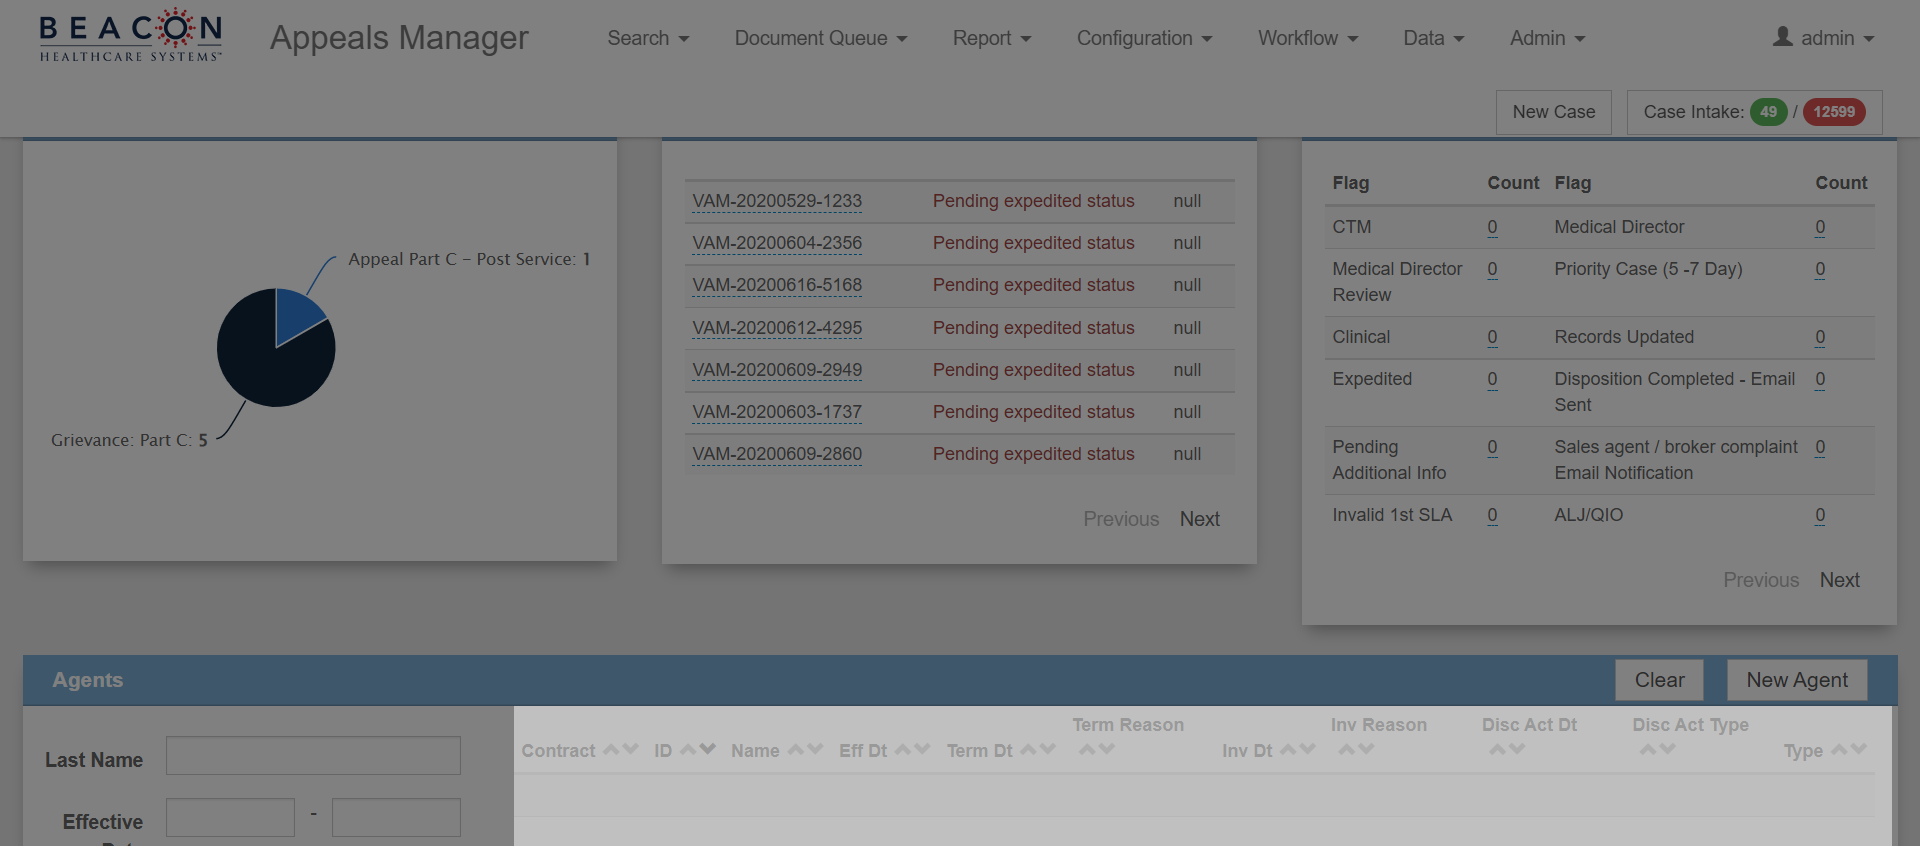 BEACON
HEALTHCARE SYSTEMS™
Appeals Manager
Search
Document Queue
Report
Configuration
Workflow
Data
Admin
admin
New Case
Case Intake: 49 / 12599
Appeal Part C - Post Service: 1
Grievance: Part C: 5
VAM-20200529-1233 Pending expedited status null
VAM-20200604-2356 Pending expedited status null
VAM-20200616-5168 Pending expedited status null
VAM-20200612-4295 Pending expedited status null
VAM-20200609-2949 Pending expedited status null
VAM-20200603-1737 Pending expedited status null
VAM-20200609-2860 Pending expedited status null
Previous Next
Flag Count Flag Count
CTM 0 Medical Director 0
Medical Director Review 0 Priority Case (5 -7 Day) 0
Clinical 0 Records Updated 0
Expedited 0 Disposition Completed - Email Sent 0
Pending Additional Info 0 Sales agent / broker complaint Email Notification 0
Invalid 1st SLA 0 ALJ/QIO 0
Previous Next
Agents
Clear
New Agent
Last Name
Effective
-
Contract ID Name Eff Dt Term Dt Term Reason Inv Dt Inv Reason Disc Act Dt Disc Act Type Type